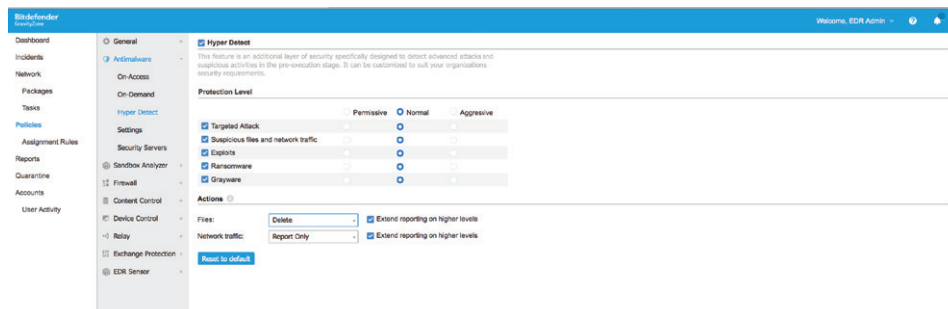 Bitdefender
GravityZone
Welcome, EDR Admin
Dashboard
Incidents
Network
Packages
Tasks
Policies
Assignment Rules
Reports
Quarantine
Accounts
User Activity
General
Antimalware
On-Access
On-Demand
Hyper Detect
Settings
Security Servers
Sandbox Analyzer
Firewall
Content Control
Device Control
Relay
Exchange Protection
EDR Sensor
Hyper Detect
This feature is an additional layer of security specifically designed to detect advanced attacks and
suspicious activities in the pre-execution stage. It can be customized to suit your organizations
security requirements.
Protection Level
Permissive Normal Aggressive
Targeted Attack
Suspicious files and network traffic
Exploits
Ransomware
Grayware
Actions
Files: Delete Extend reporting on higher levels
Network traffic: Report Only Extend reporting on higher levels
Reset to default